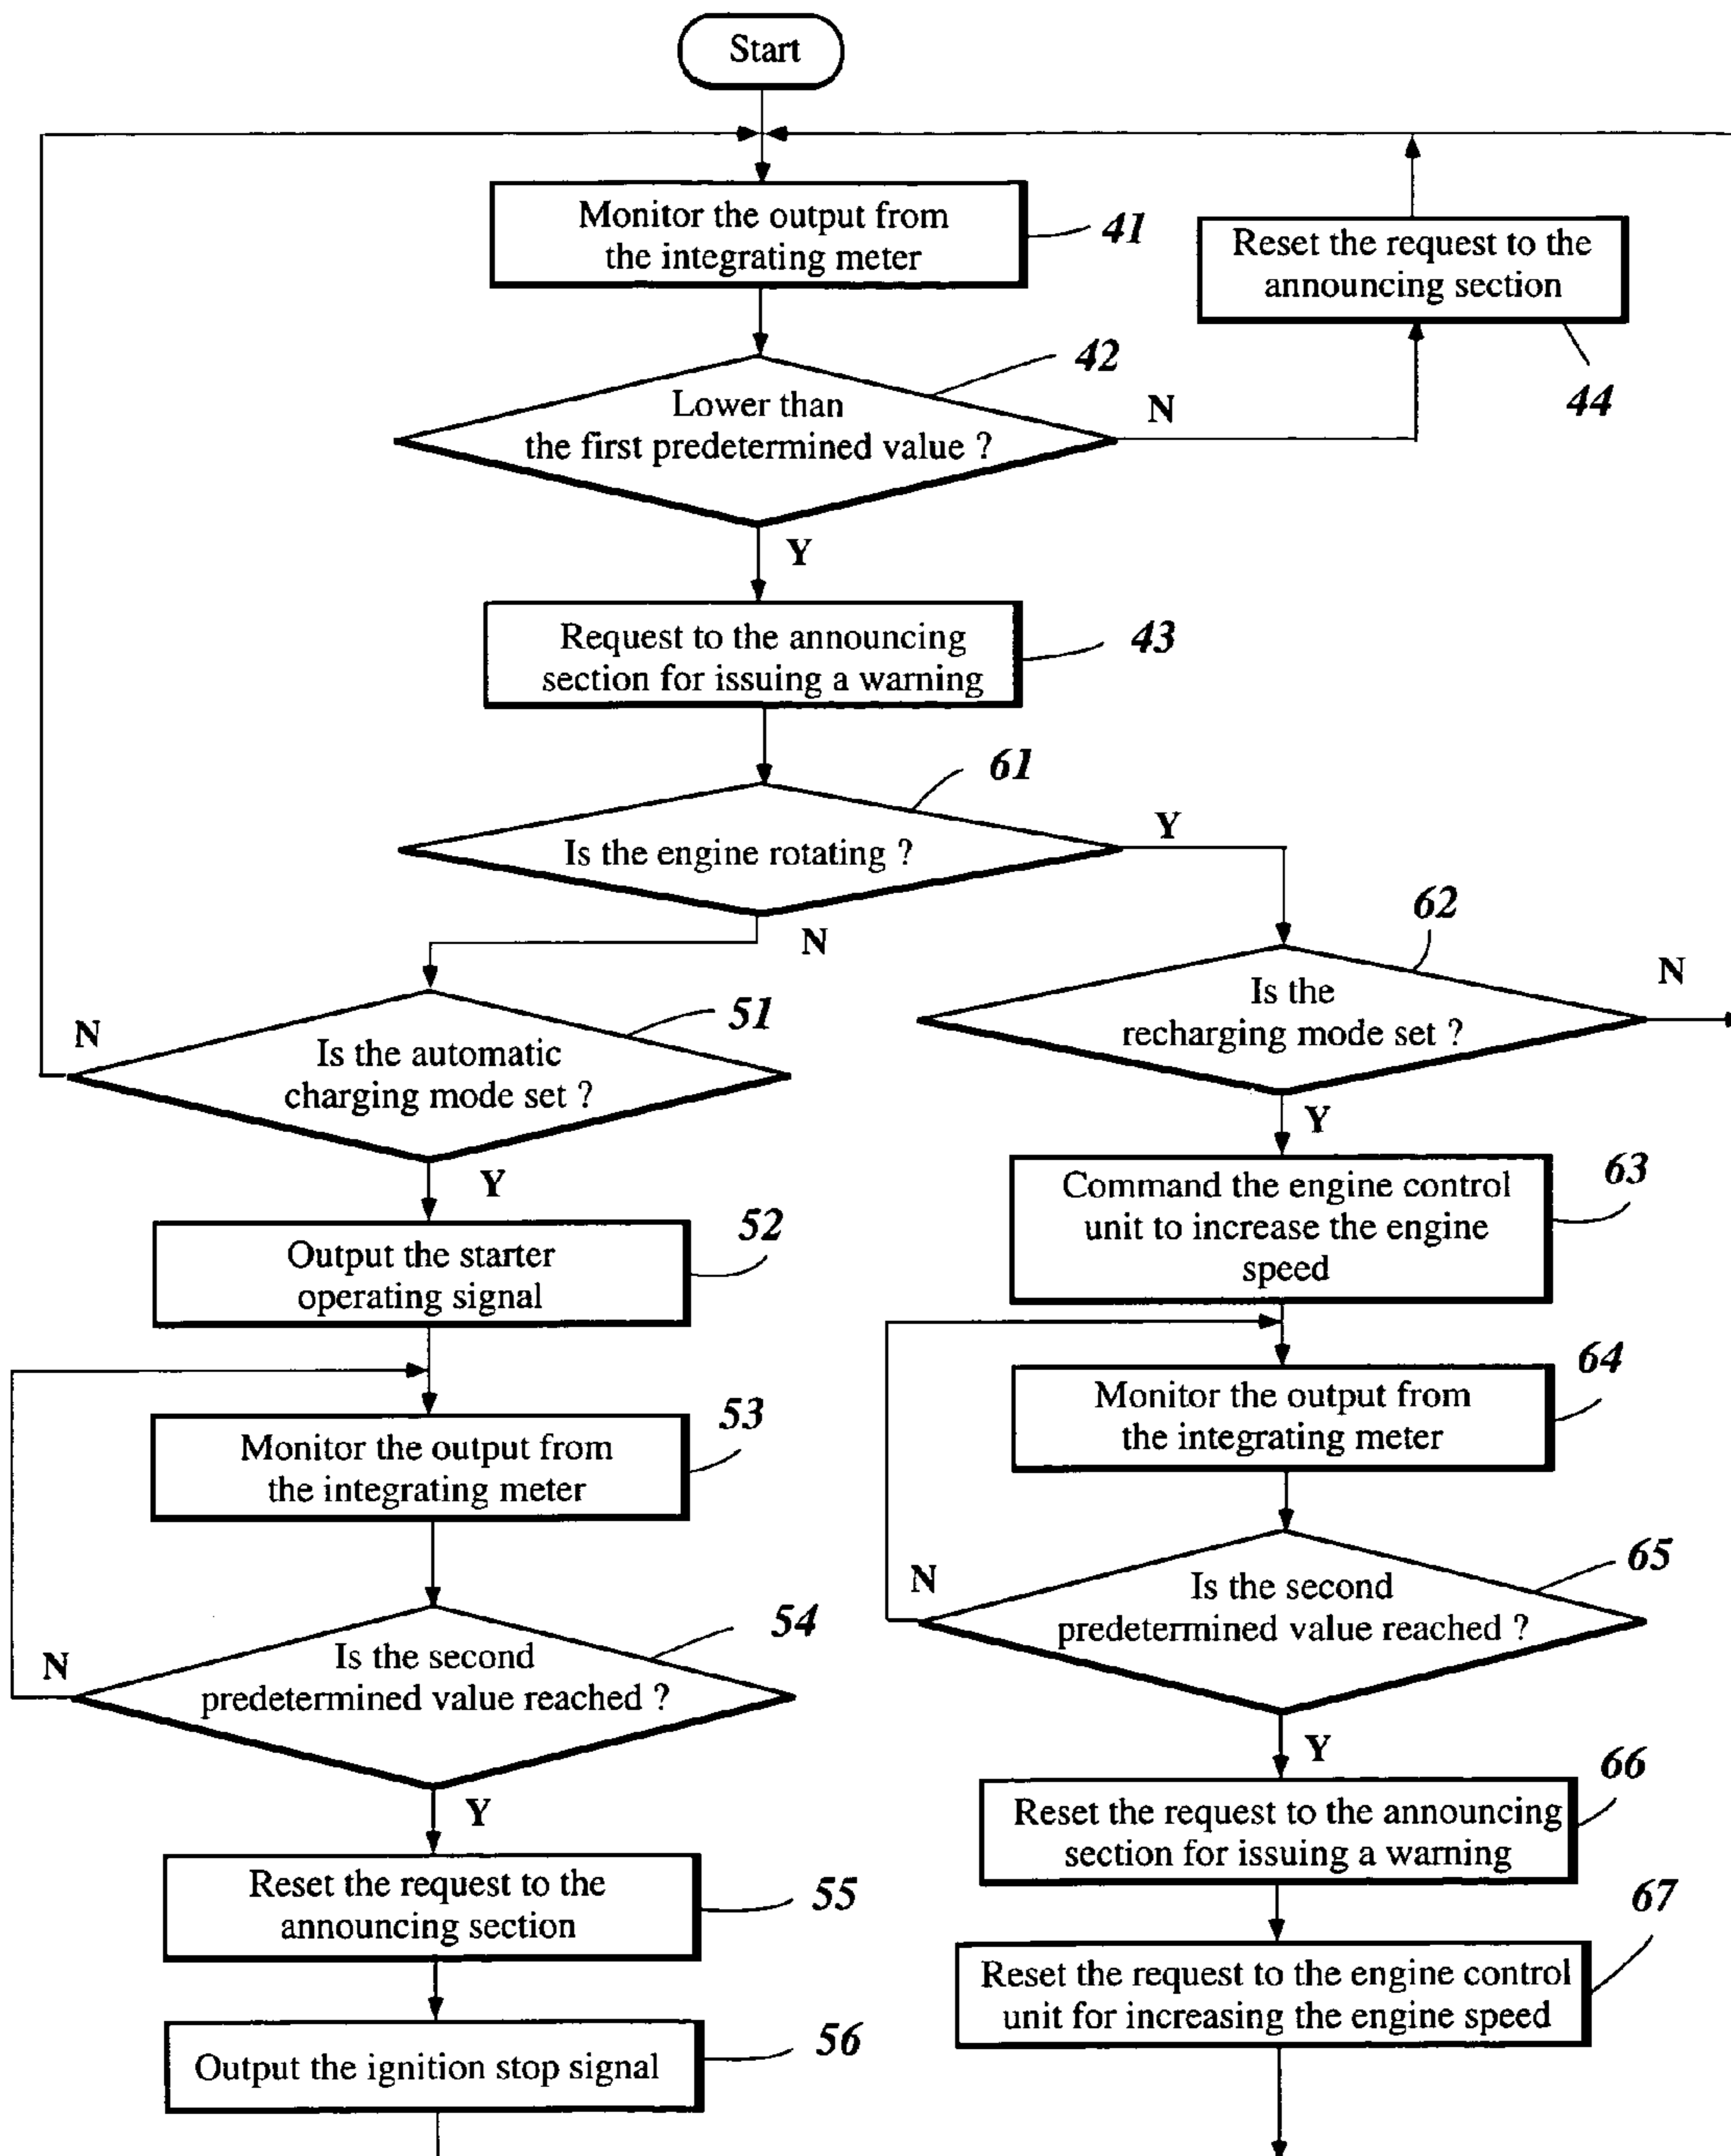 Start
Monitor the output from
the integrating meter
41
Reset the request to the
announcing section
44
Lower than
the first predetermined value ?
42
N
Y
Request to the announcing
section for issuing a warning
43
Is the engine rotating ?
61
Y
N
Is the automatic
charging mode set ?
51
N
Y
Is the
recharging mode set ?
62
N
Y
Output the starter
operating signal
52
Command the engine control
unit to increase the engine
speed
63
Monitor the output from
the integrating meter
53
Monitor the output from
the integrating meter
64
Is the second
predetermined value reached ?
54
N
Y
Is the second
predetermined value reached ?
65
N
Y
Reset the request to the
announcing section
55
Reset the request to the announcing
section for issuing a warning
66
Output the ignition stop signal
56
Reset the request to the engine control
unit for increasing the engine speed
67